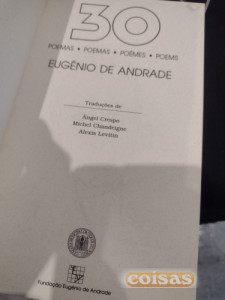 30
POEMAS • POEMAS • POÈMES • POEMS
EUGÉNIO DE ANDRADE
Traduções de
Ángel Crespo
Michel Chandeigne
Alexis Levitin
Fundação Eugénio de Andrade
coisas